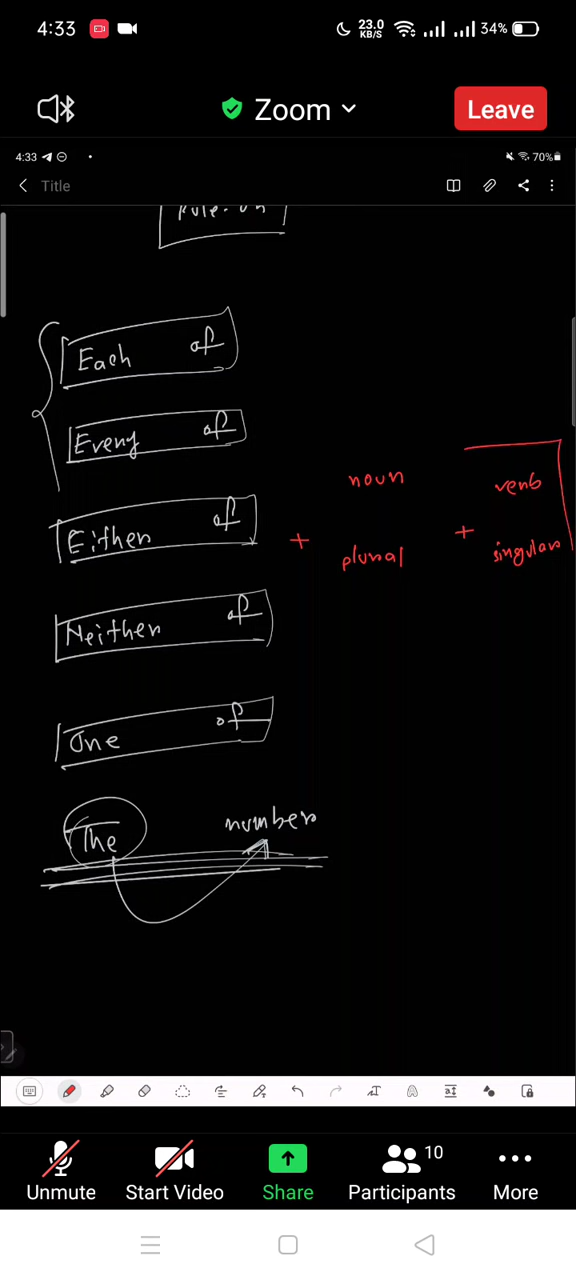 4:33
23.0 KB/S
34%
Zoom
Leave
4:33
70%
Title
Each of
Every of
Either of
Neither of
One of
The number
+
noun
plural
+
verb
singular
Unmute
Start Video
Share
Participants
10
More